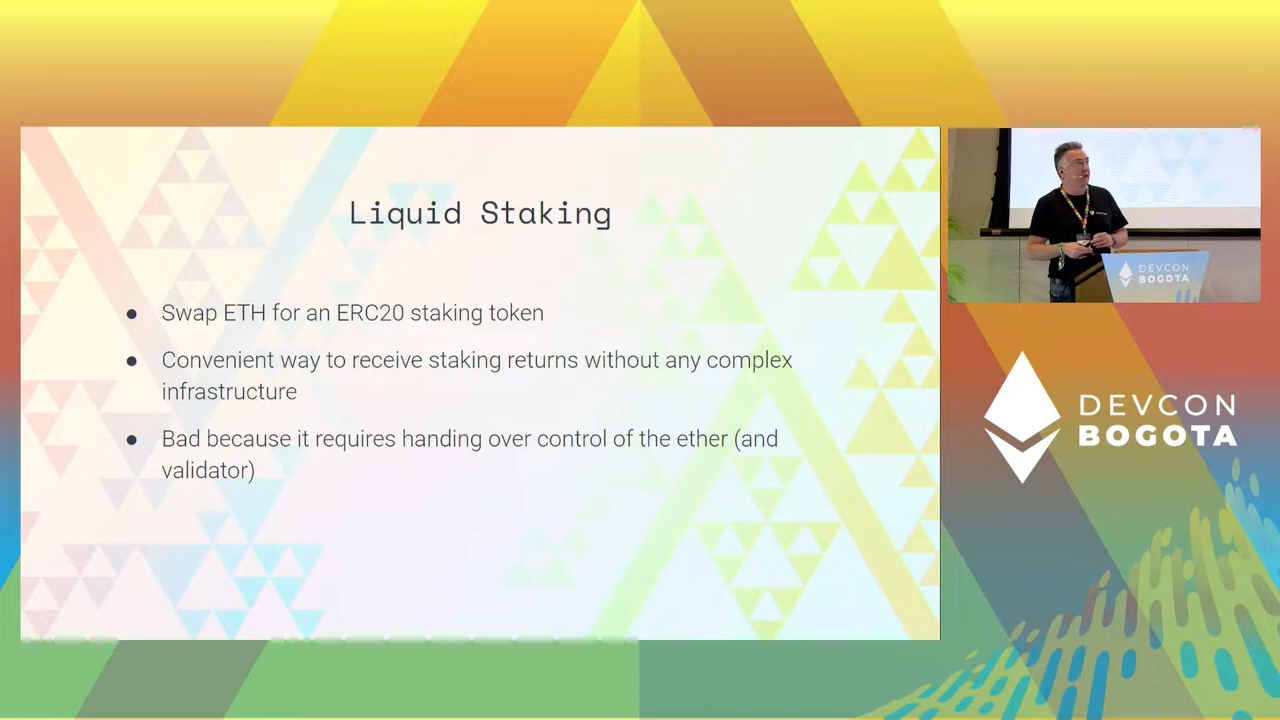 Liquid Staking
● Swap ETH for an ERC20 staking token
● Convenient way to receive staking returns without any complex
infrastructure
● Bad because it requires handing over control of the ether (and
validator)
DEVCON
BOGOTA
DEVCON
BOGOTA